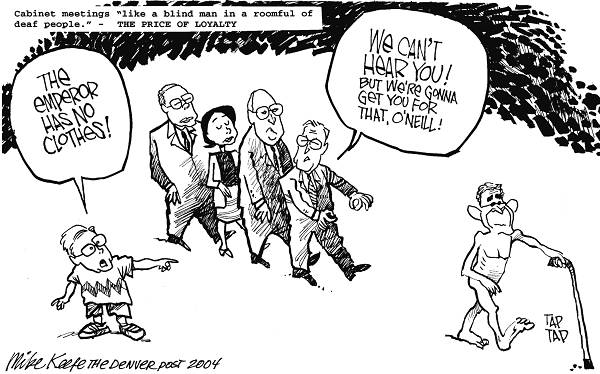 Cabinet meetings “like a blind man in a roomful of
deaf people.” - THE PRICE OF LOYALTY
THE
EMPEROR
HAS NO
CLOTHES!
WE CAN'T
HEAR YOU!
BUT WE'RE GONNA
GET YOU FOR
THAT, O'NEILL!
TAP
TAP
MIKE KEEFE THE DENVER POST 2004